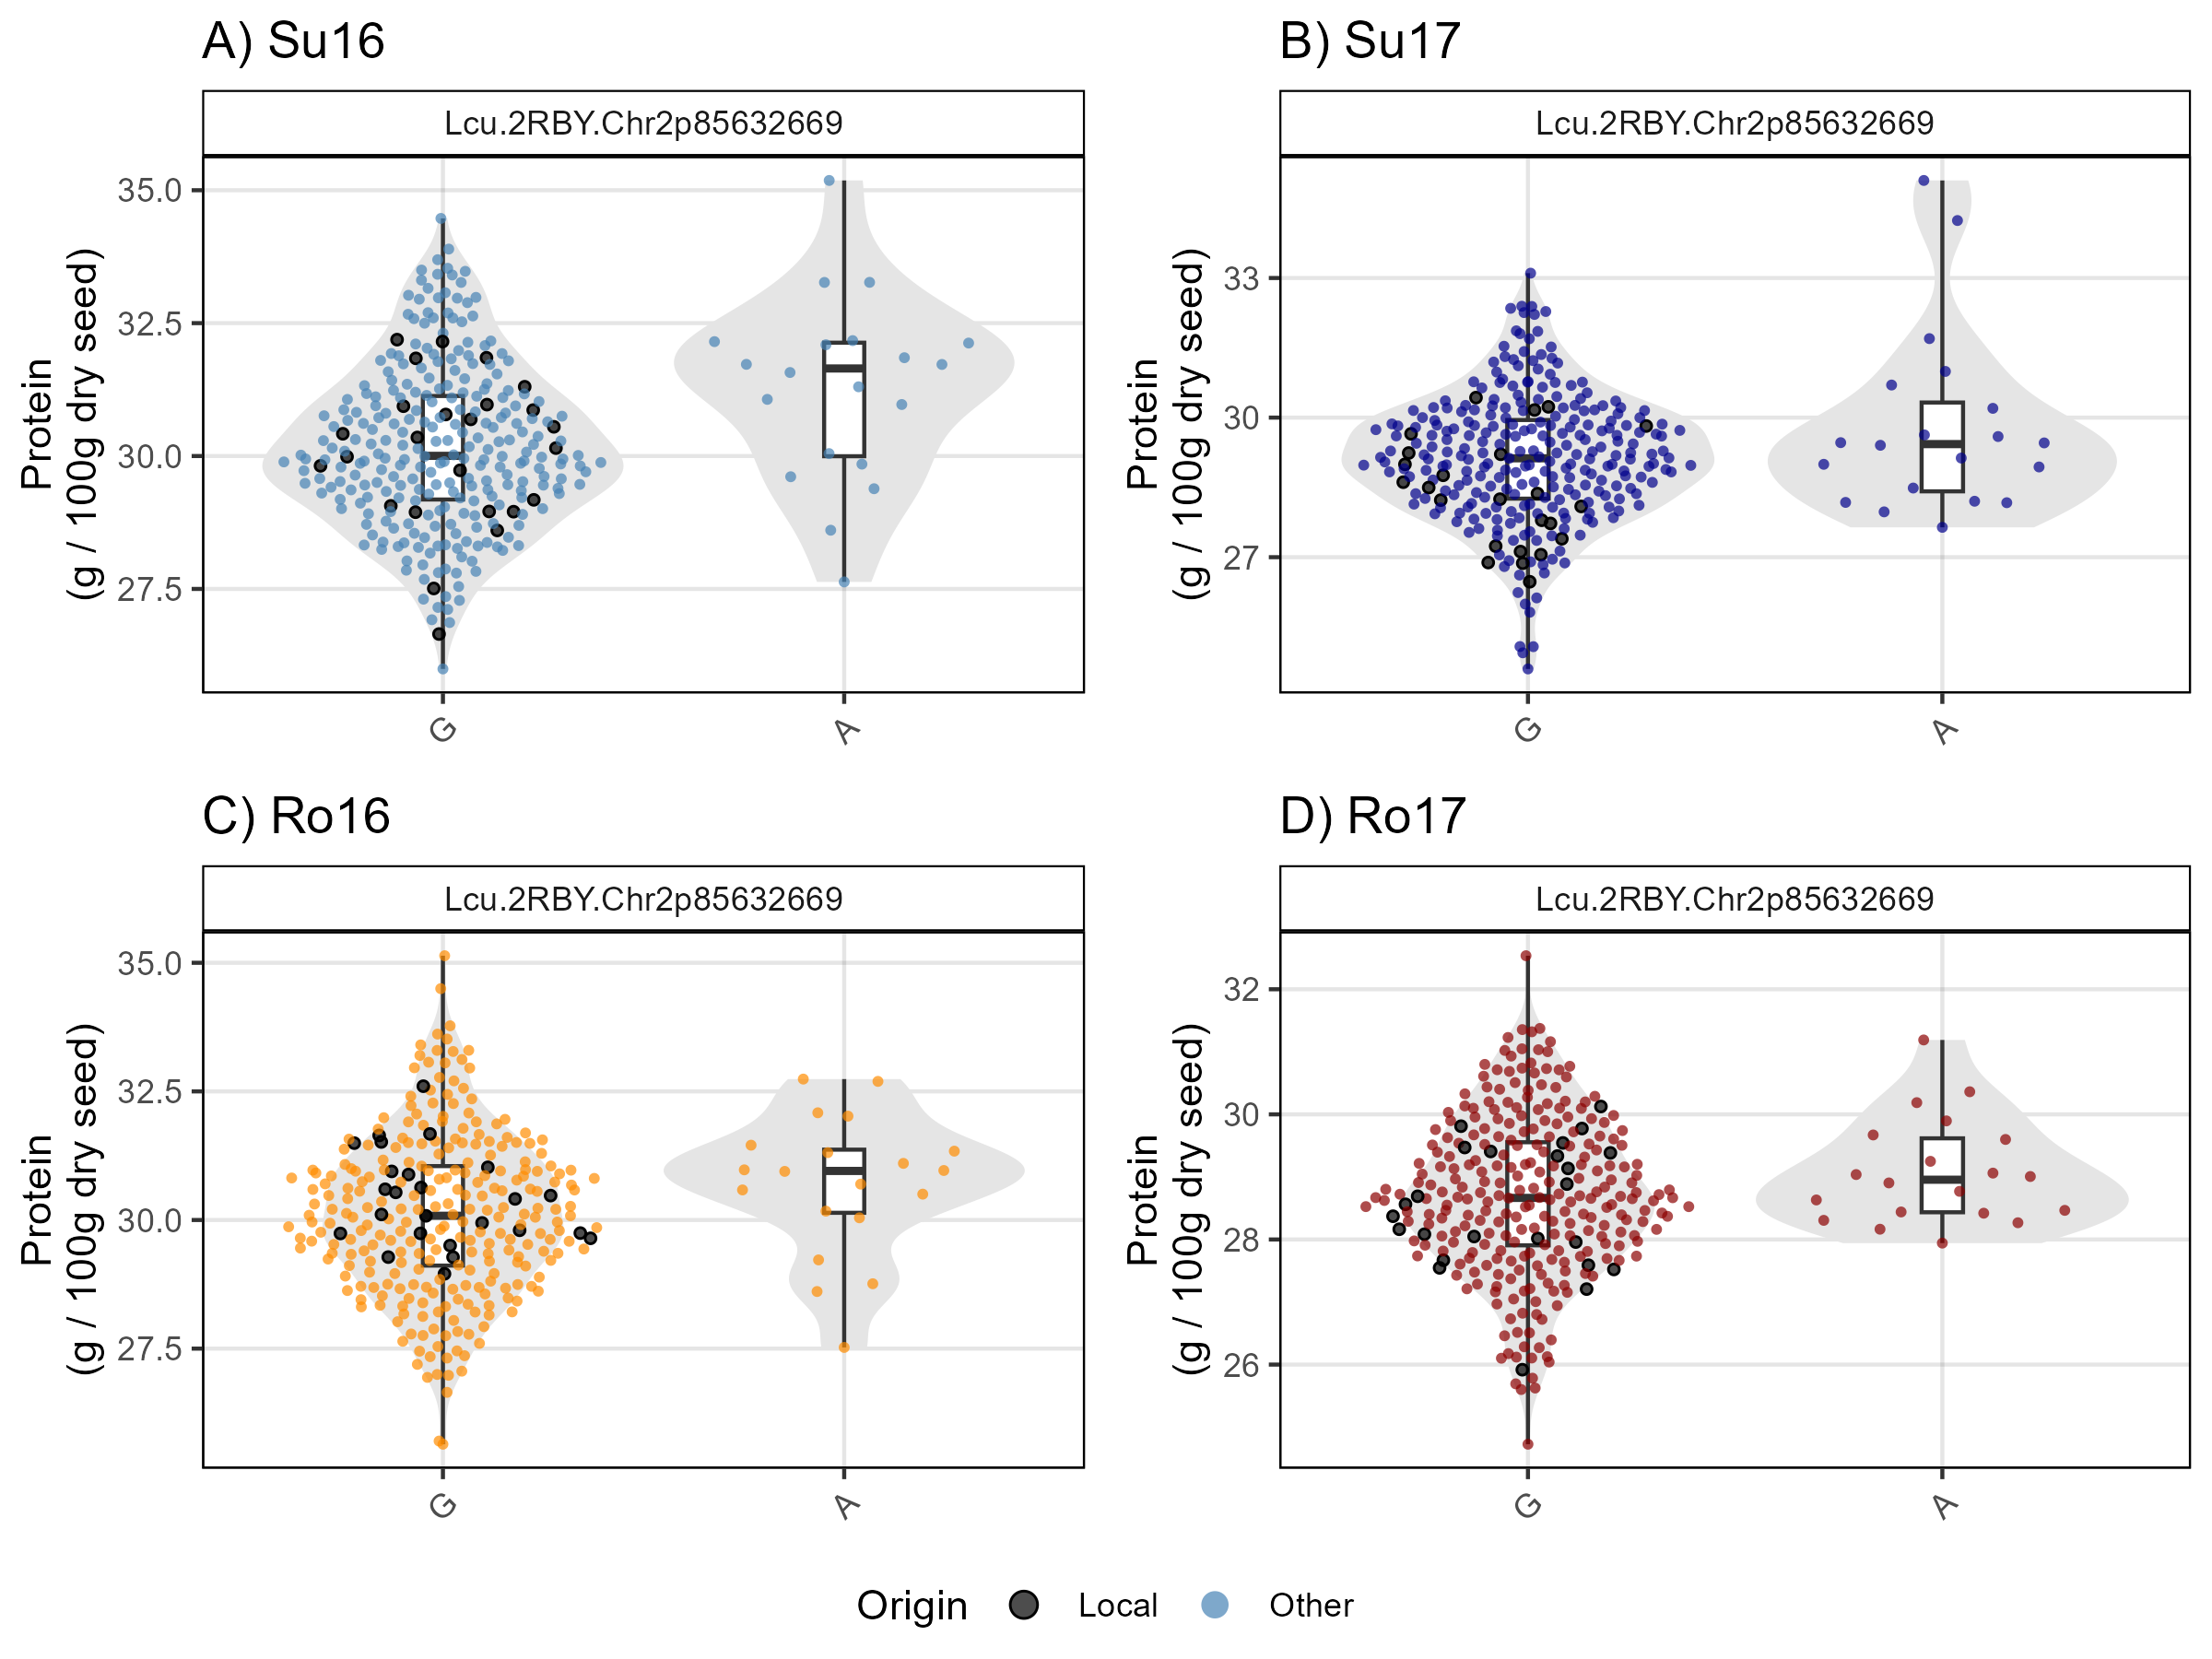 A) Su16
Lcu.2RBY.Chr2p85632669
Protein
(g / 100g dry seed)
35.0
32.5
30.0
27.5
G
A
B) Su17
Lcu.2RBY.Chr2p85632669
Protein
(g / 100g dry seed)
33
30
27
G
A
C) Ro16
Lcu.2RBY.Chr2p85632669
Protein
(g / 100g dry seed)
35.0
32.5
30.0
27.5
G
A
D) Ro17
Lcu.2RBY.Chr2p85632669
Protein
(g / 100g dry seed)
32
30
28
26
G
A
Origin Local Other